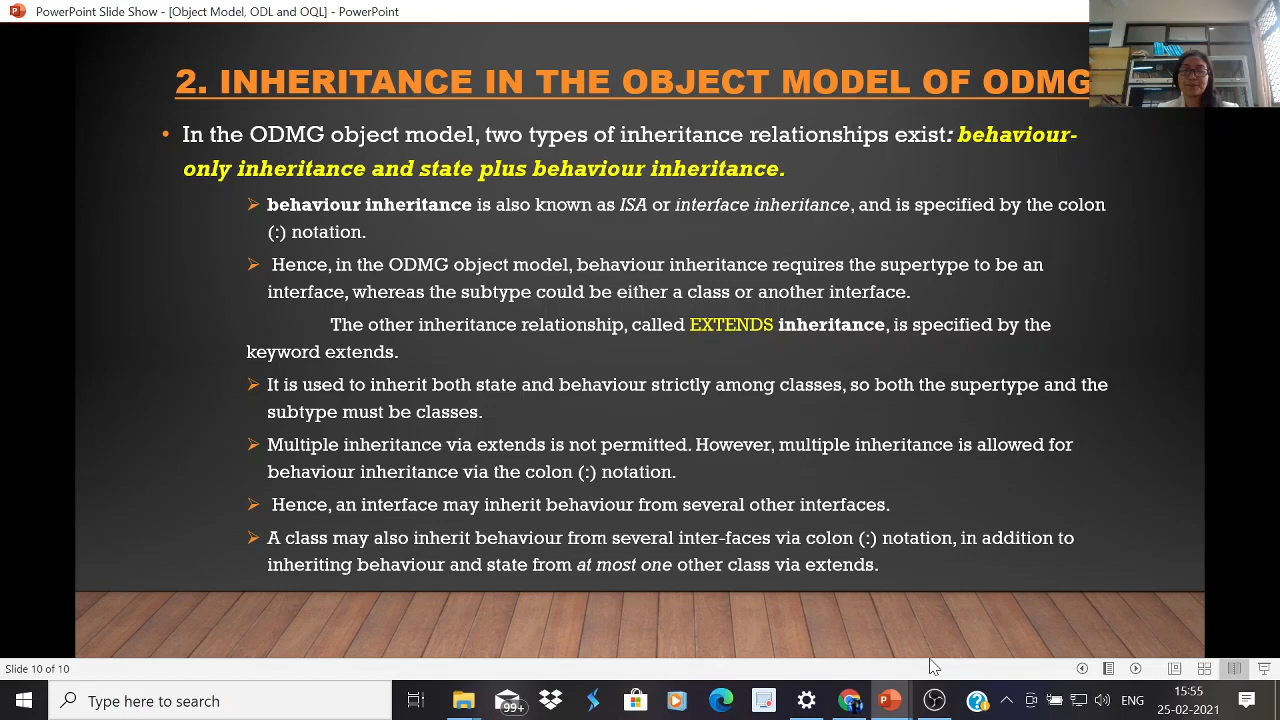 PowerPoint Slide Show - [Object Model, ODL and OQL] - PowerPoint
2. INHERITANCE IN THE OBJECT MODEL OF ODMG
• In the ODMG object model, two types of inheritance relationships exist: behaviour-
only inheritance and state plus behaviour inheritance.
➢ behaviour inheritance is also known as ISA or interface inheritance, and is specified by the colon
(:) notation.
➢ Hence, in the ODMG object model, behaviour inheritance requires the supertype to be an
interface, whereas the subtype could be either a class or another interface.
The other inheritance relationship, called EXTENDS inheritance, is specified by the
keyword extends.
➢ It is used to inherit both state and behaviour strictly among classes, so both the supertype and the
subtype must be classes.
➢ Multiple inheritance via extends is not permitted. However, multiple inheritance is allowed for
behaviour inheritance via the colon (:) notation.
➢ Hence, an interface may inherit behaviour from several other interfaces.
➢ A class may also inherit behaviour from several inter-faces via colon (:) notation, in addition to
inheriting behaviour and state from at most one other class via extends.
Slide 10 of 10
Type here to search
99+
ENG
15:55
25-02-2021